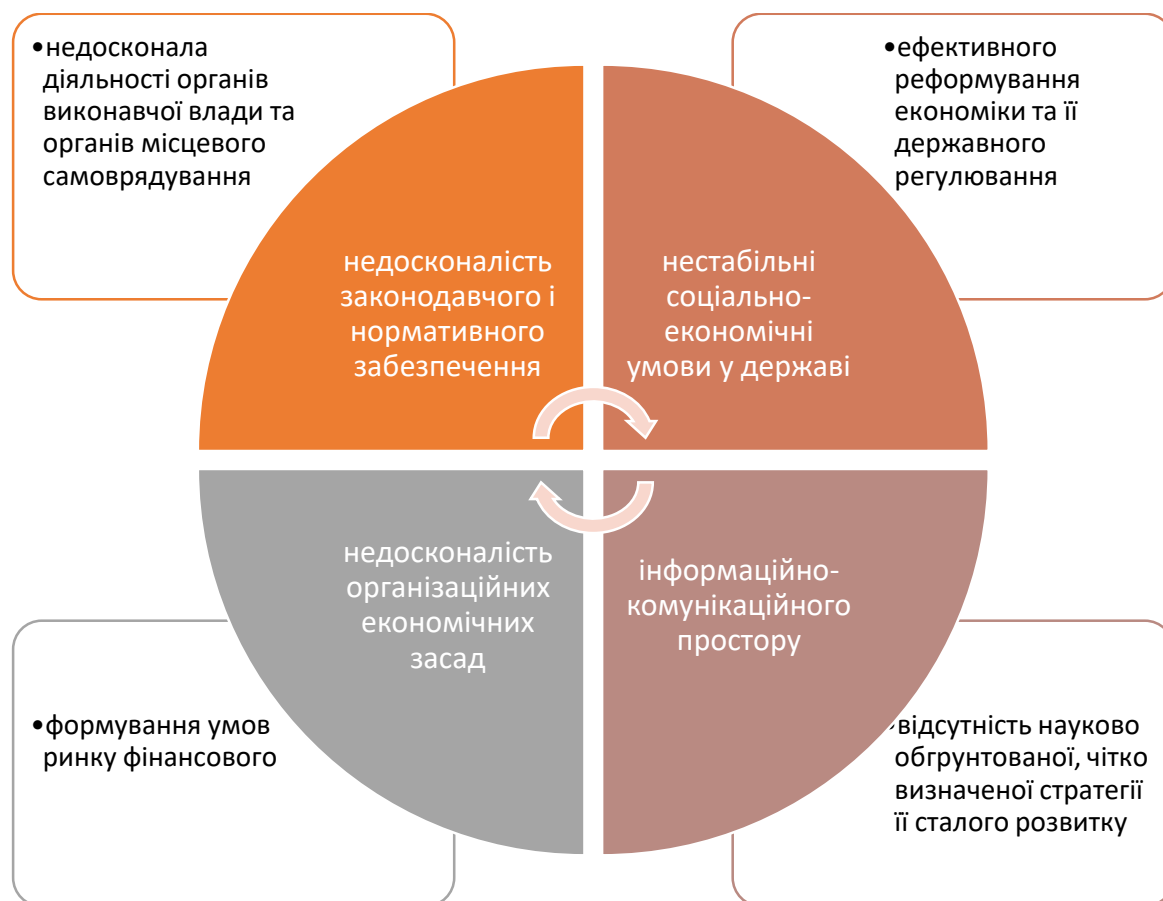 •недосконала
діяльності органів
виконавчої влади та
органів місцевого
самоврядування
•ефективного
реформування
економіки та її
державного
регулювання
недосконалість
законодавчого і
нормативного
забезпечення
нестабільні
соціально-
економічні
умови у державі
недосконалість
організаційних
економічних
засад
інформаційно-
комунікаційного
простору
•формування умов
ринку фінансового
•відсутність науково
обгрунтованої, чітко
визначеної стратегії
її сталого розвитку